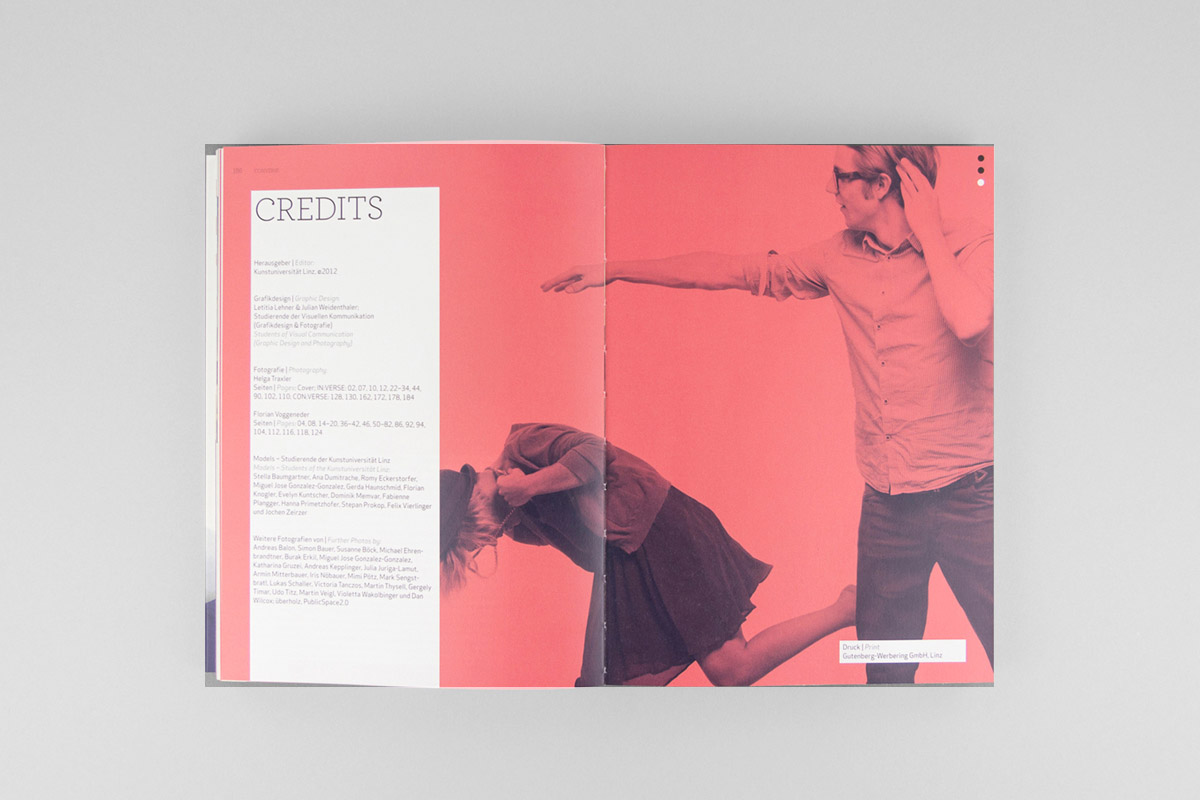 CREDITS
Herausgeber | Editor:
Kunstuniversität Linz, ©2012
Grafikdesign | Graphic Design
Letitia Lehner & Julian Weidenthaler:
Studierende der Visuellen Kommunikation
(Grafikdesign & Fotografie)
Students of Visual Communication
(Graphic Design and Photography)
Fotografie | Photography
Helga Traxler
Seiten | Pages: Cover, IN.VERSE: 02, 07, 10, 12, 22–34, 44,
90, 102, 110, CON.VERSE: 128, 130, 162, 172, 178, 184
Florian Voggeneder
Seiten | Pages: 04, 08, 14–20, 36–42, 46, 50–82, 86, 92, 94,
104, 112, 116, 118, 124
Models – Studierende der Kunstuniversität Linz
Models – Students of the Kunstuniversität Linz:
Stella Baumgartner, Ana Dumitrache, Romy Eckerstorfer,
Miguel Jose Gonzalez-Gonzalez, Gerda Haunschmid, Florian
Knogler, Evelyn Kuntscher, Dominik Memvar, Fabienne
Plangger, Hanna Primetzhofer, Stepan Prokop, Felix Vierlinger
und Jochen Zeirzer
Weitere Fotografien von | Further Photos by:
Andreas Balon, Simon Bauer, Susanne Böck, Michael Ehren-
brandtner, Burak Erkil, Miguel Jose Gonzalez-Gonzalez,
Katharina Gruzei, Andreas Kepplinger, Julia Juriga-Lamut,
Armin Mitterbauer, Iris Nöbauer, Mimi Pötz, Mark Sengst-
bratl, Lukas Schaller, Victoria Tanczos, Martin Thysell, Gergely
Timar, Udo Titz, Martin Veigl, Violetta Wakolbinger und Dan
Wilcox, überholz, PublicSpace2.0
Druck | Print
Gutenberg-Werbering GmbH, Linz